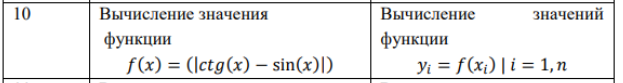 10
Вычисление значения
функции
f(x) = (|ctg(x) − sin(x)|)
Вычисление значений
функции
yᵢ = f(xᵢ) | i = 1, n